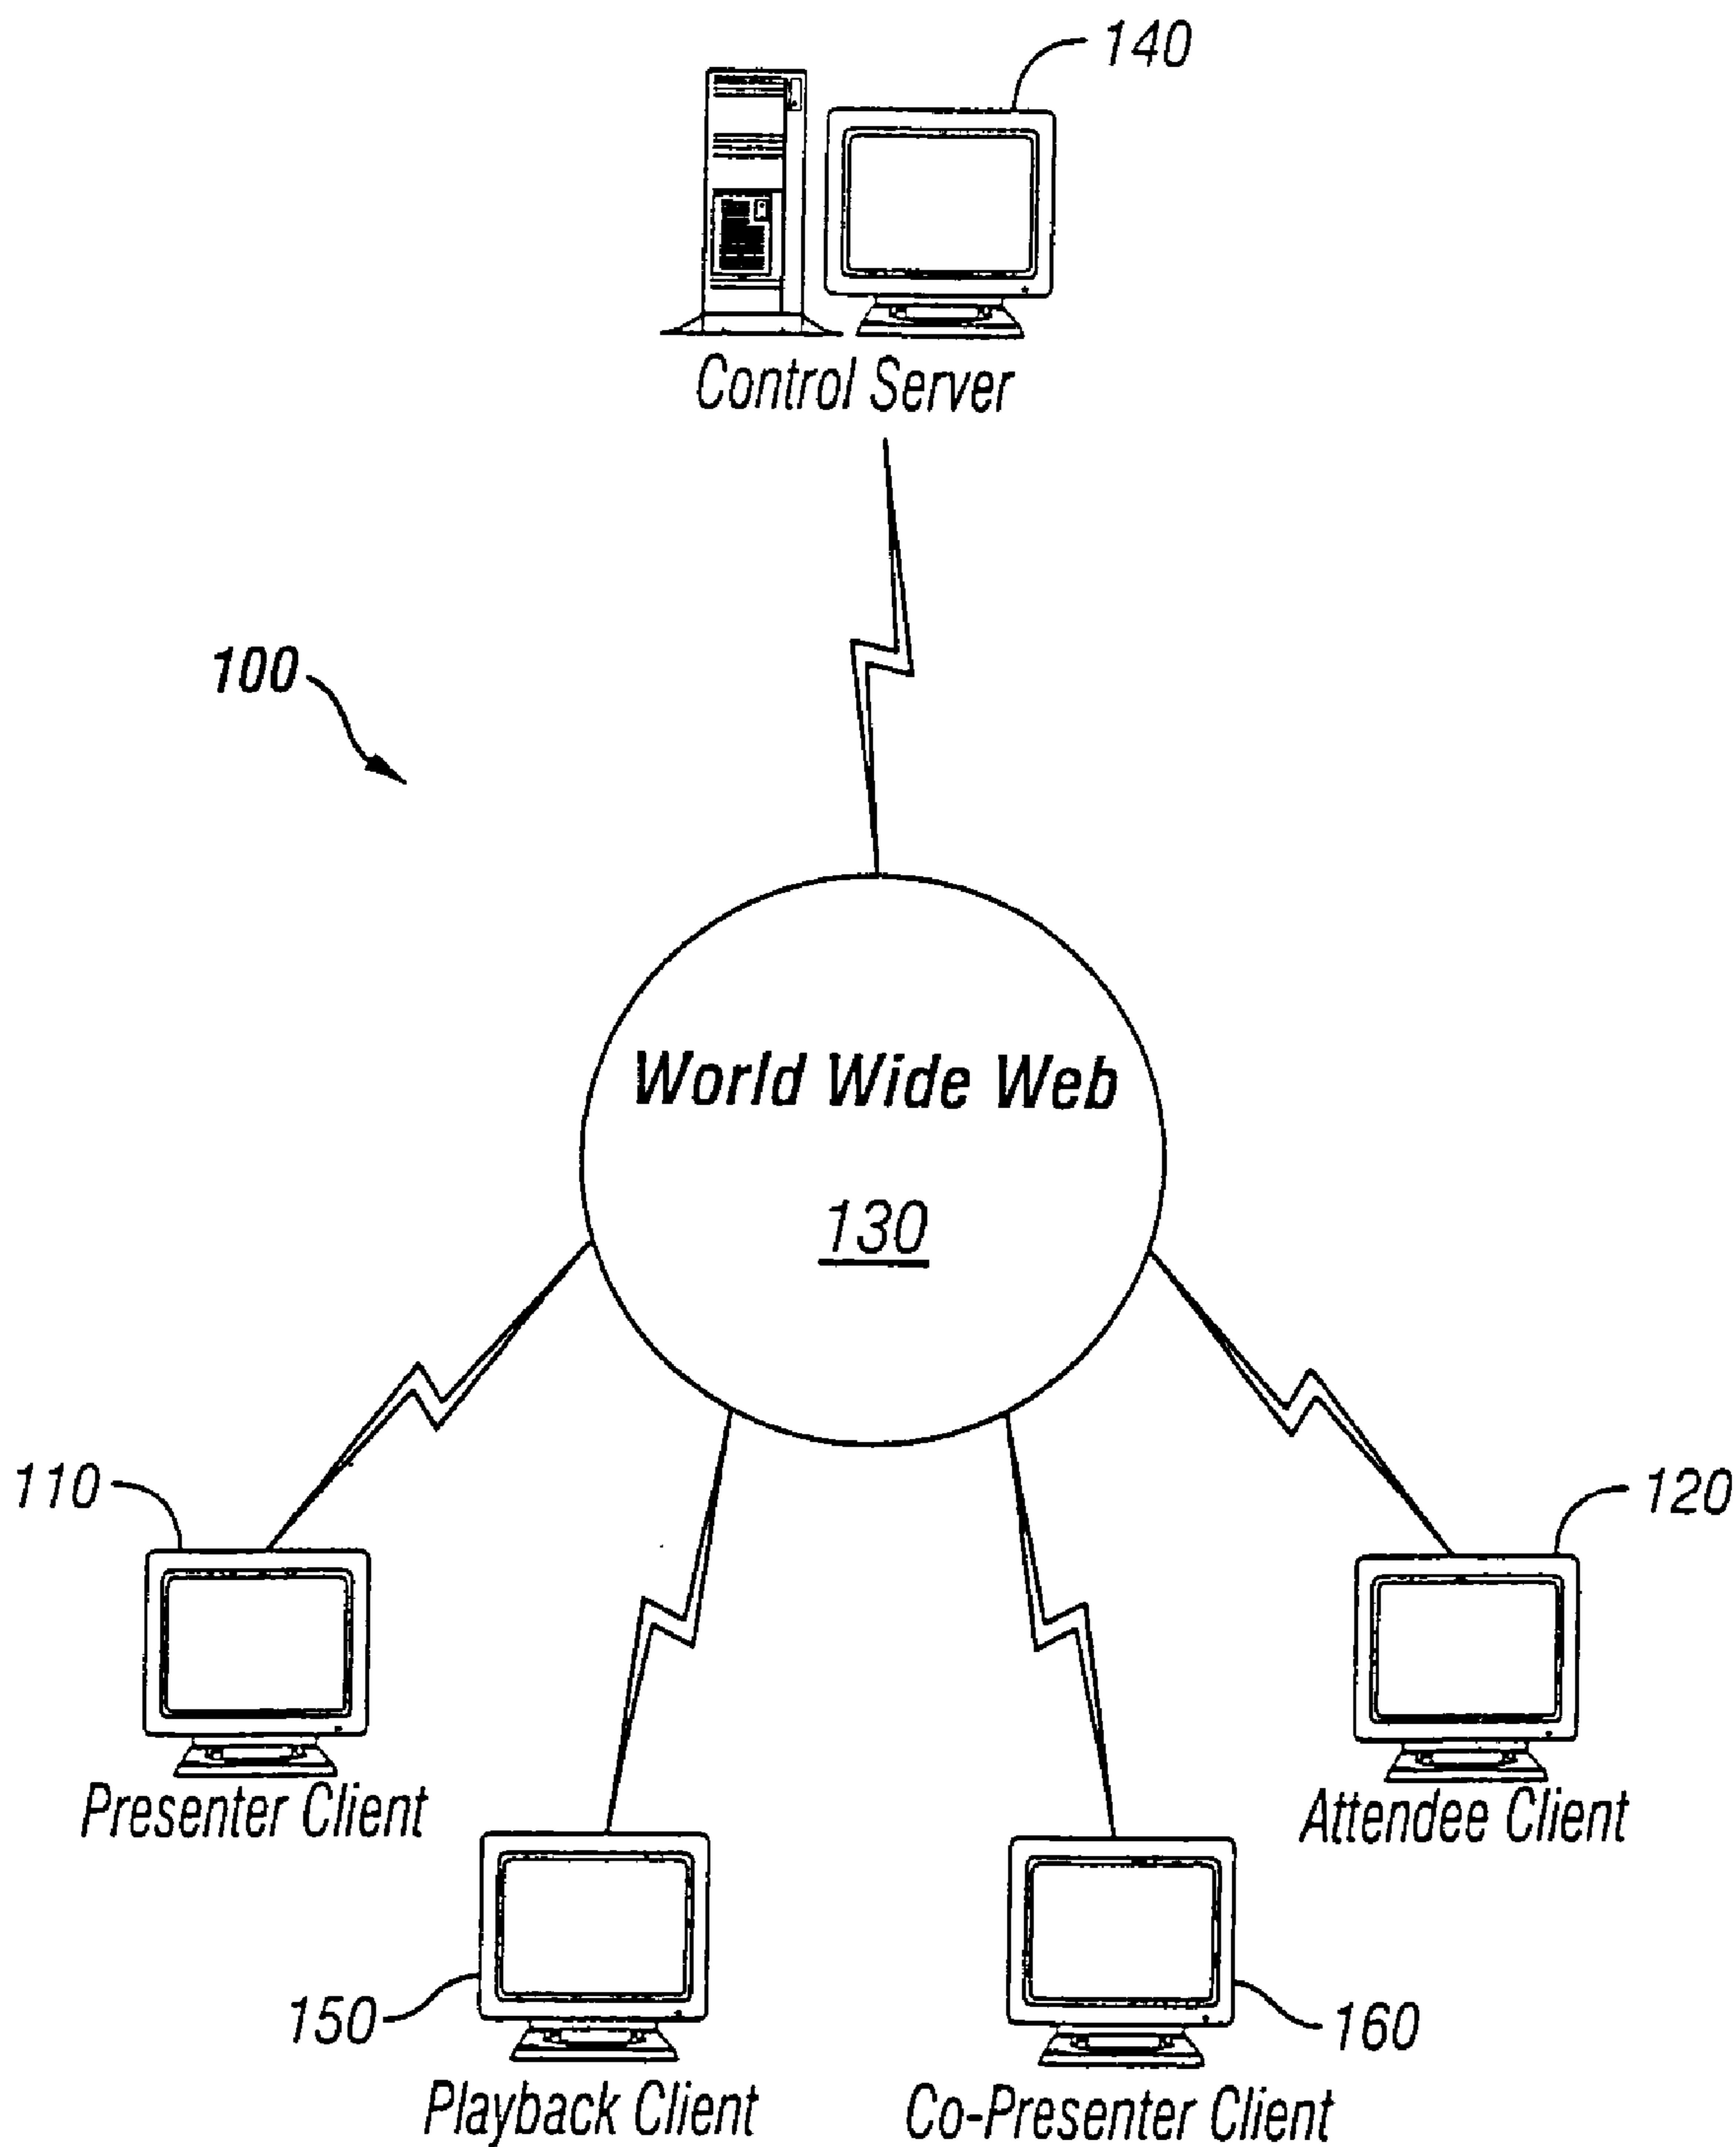 140
Control Server
100
World Wide Web
130
110
120
Presenter Client
Attendee Client
150
160
Playback Client
Co-Presenter Client